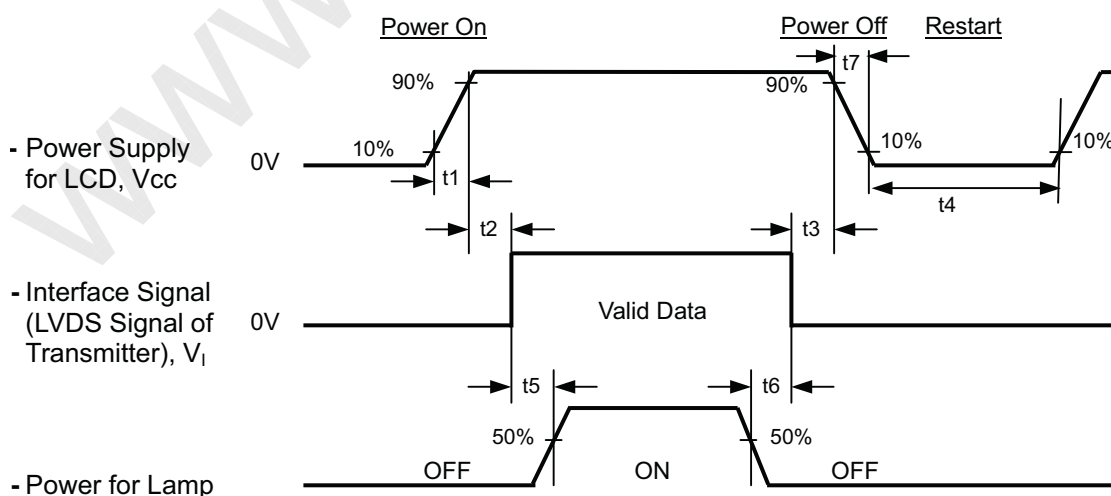 Power On
Power Off
Restart
t7
90%
90%
- Power Supply
for LCD, Vcc
0V
10%
10%
10%
t1
t4
t2
t3
- Interface Signal
(LVDS Signal of
Transmitter), VI
0V
Valid Data
t5
t6
50%
50%
OFF
ON
OFF
- Power for Lamp